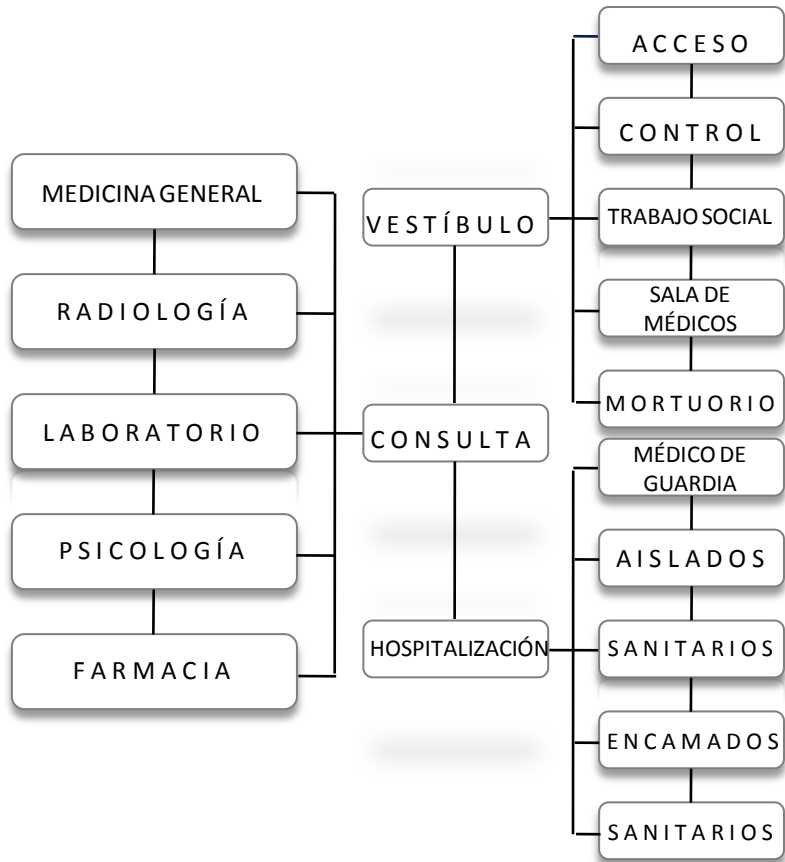 MEDICINA GENERAL
RADIOLOGÍA
LABORATORIO
PSICOLOGÍA
FARMACIA
VESTÍBULO
CONSULTA
HOSPITALIZACIÓN
ACCESO
CONTROL
TRABAJO SOCIAL
SALA DE
MÉDICOS
MORTUORIO
MÉDICO DE
GUARDIA
AISLADOS
SANITARIOS
ENCAMADOS
SANITARIOS